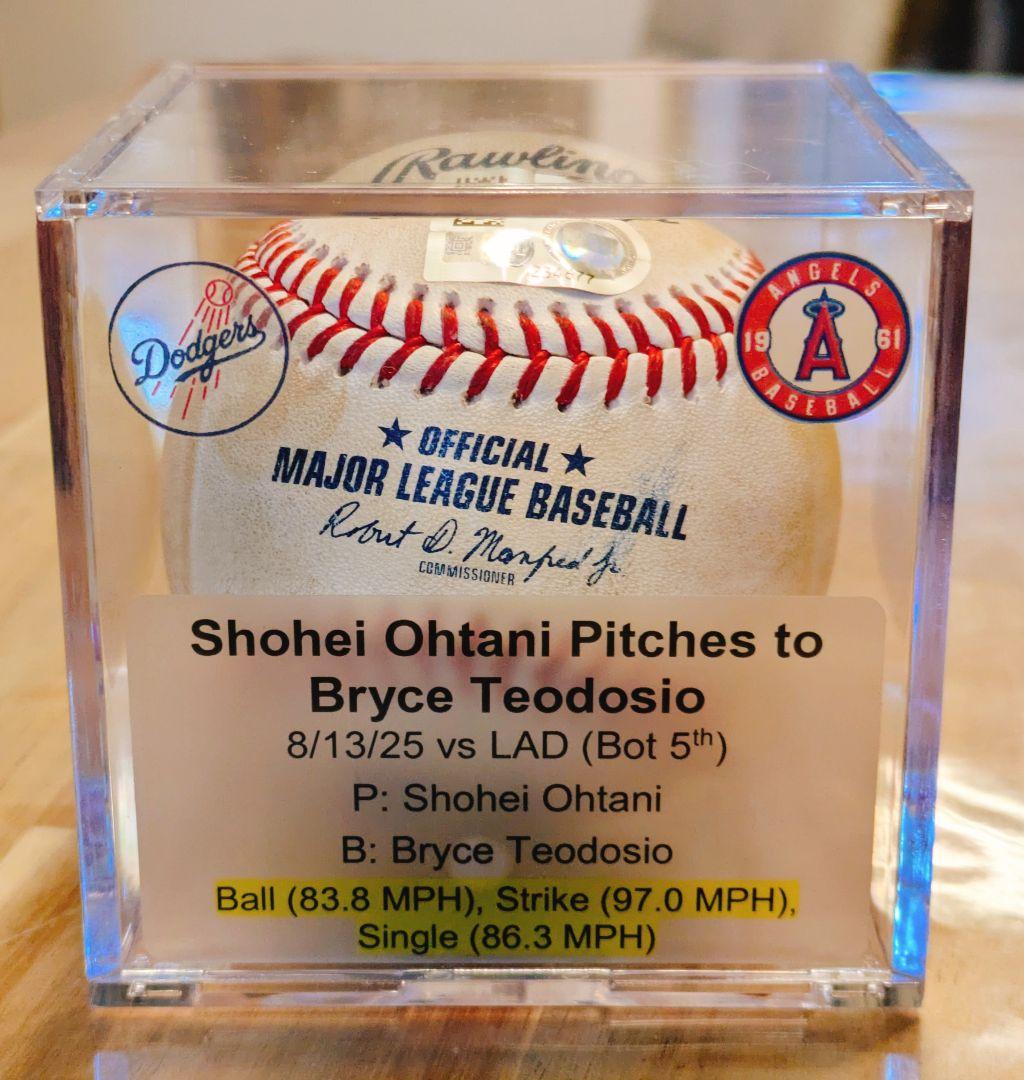 Rawlings
Dodgers
ANGELS
19 61
BASEBALL
OFFICIAL
MAJOR LEAGUE BASEBALL
Robert D. Manfred Jr.
COMMISSIONER
Shohei Ohtani Pitches to
Bryce Teodosio
8/13/25 vs LAD (Bot 5th)
P: Shohei Ohtani
B: Bryce Teodosio
Ball (83.8 MPH), Strike (97.0 MPH),
Single (86.3 MPH)